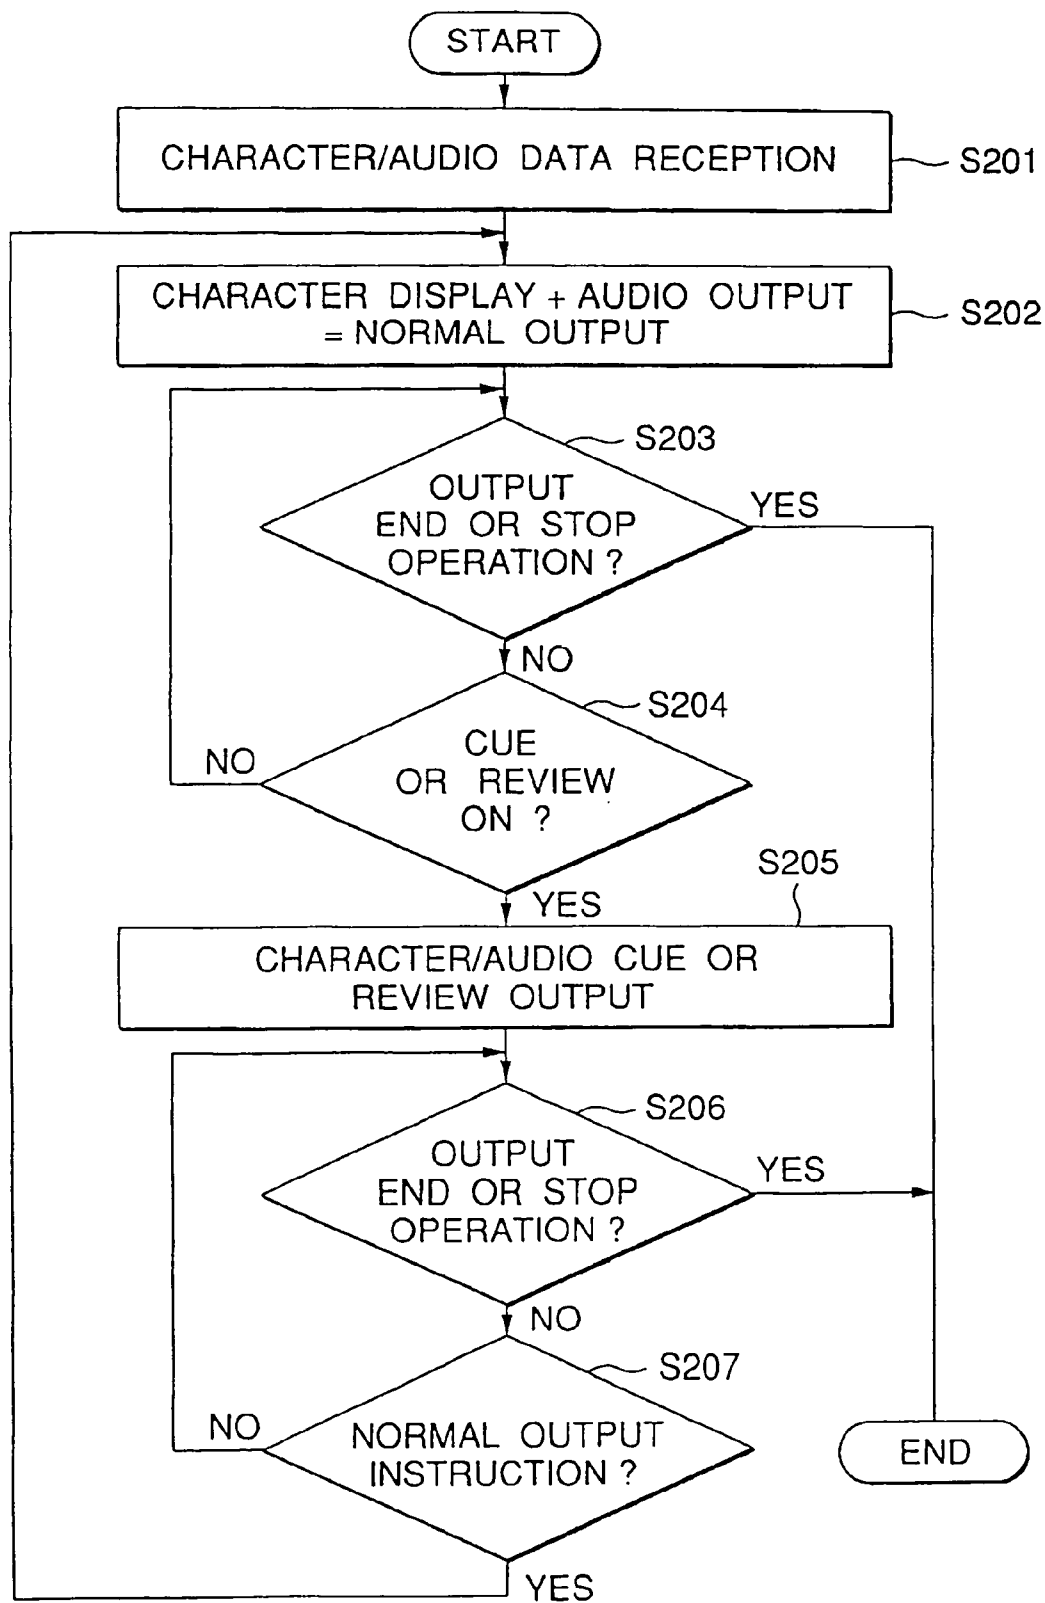 START
CHARACTER/AUDIO DATA RECEPTION
S201
CHARACTER DISPLAY + AUDIO OUTPUT
= NORMAL OUTPUT
S202
S203
OUTPUT
END OR STOP
OPERATION ?
YES
NO
S204
CUE
OR REVIEW
ON ?
NO
YES
S205
CHARACTER/AUDIO CUE OR
REVIEW OUTPUT
S206
OUTPUT
END OR STOP
OPERATION ?
YES
NO
S207
NORMAL OUTPUT
INSTRUCTION ?
NO
END
YES